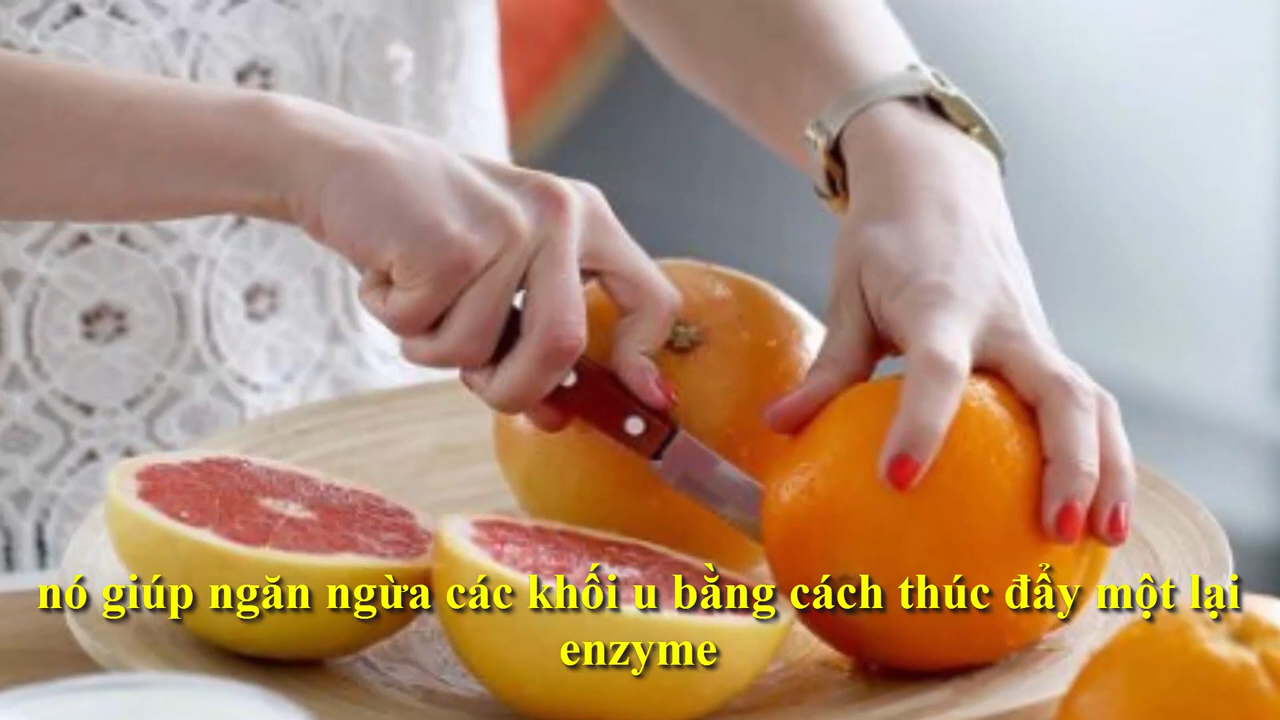 nó giúp ngăn ngừa các khối u bằng cách thúc đẩy một lại
enzyme